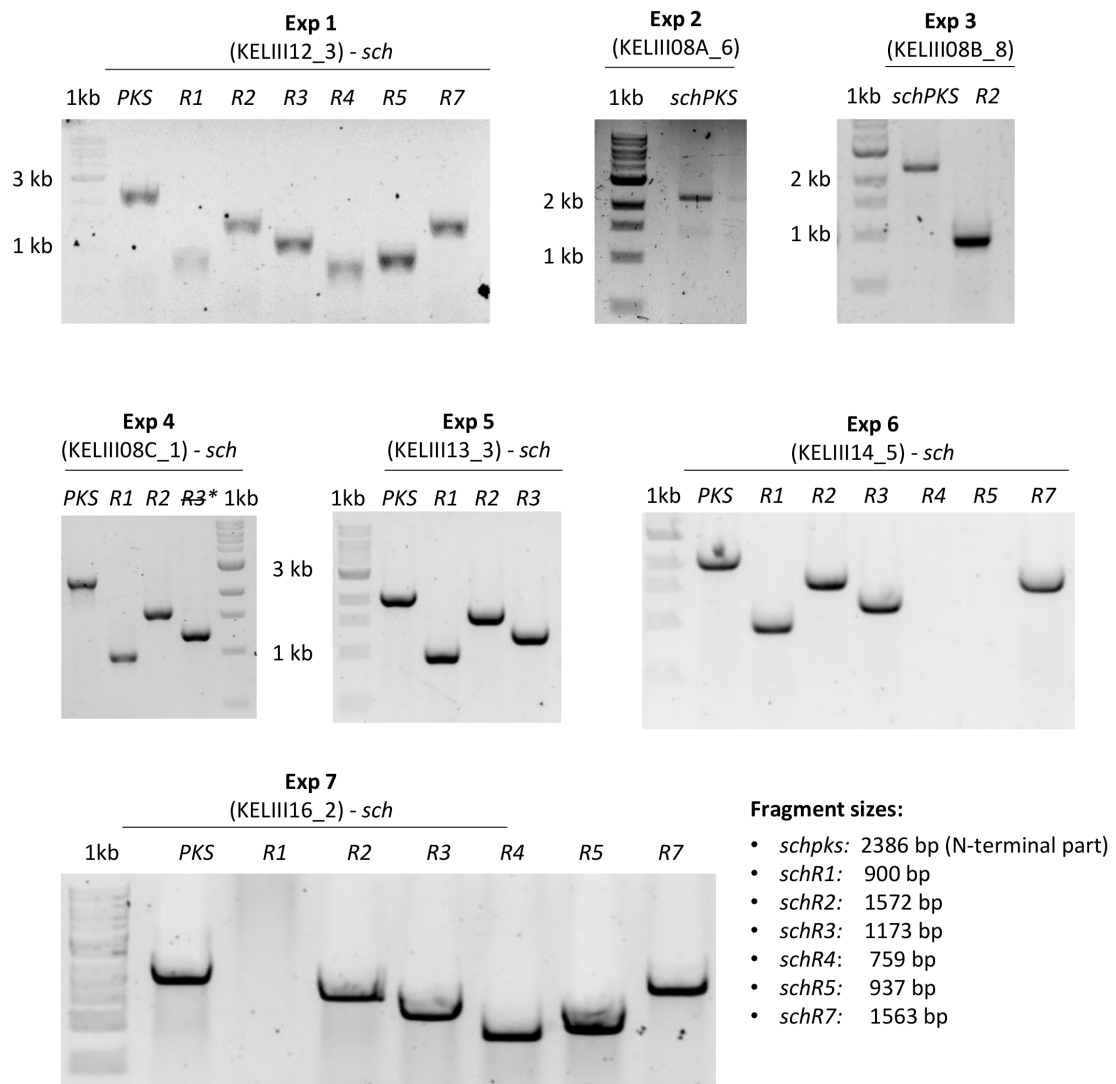 Exp 1
(KELIII12_3) - sch
1kb PKS R1 R2 R3 R4 R5 R7
3 kb
1 kb
Exp 2
(KELIII08A_6)
1kb schPKS
2 kb
1 kb
Exp 3
(KELIII08B_8)
1kb schPKS R2
2 kb
1 kb
Exp 4
(KELIII08C_1) - sch
PKS R1 R2 R3* 1kb
Exp 5
(KELIII13_3) - sch
1kb PKS R1 R2 R3
3 kb
1 kb
Exp 6
(KELIII14_5) - sch
1kb PKS R1 R2 R3 R4 R5 R7
Exp 7
(KELIII16_2) - sch
1kb PKS R1 R2 R3 R4 R5 R7
Fragment sizes:
• schpks: 2386 bp (N-terminal part)
• schR1: 900 bp
• schR2: 1572 bp
• schR3: 1173 bp
• schR4: 759 bp
• schR5: 937 bp
• schR7: 1563 bp